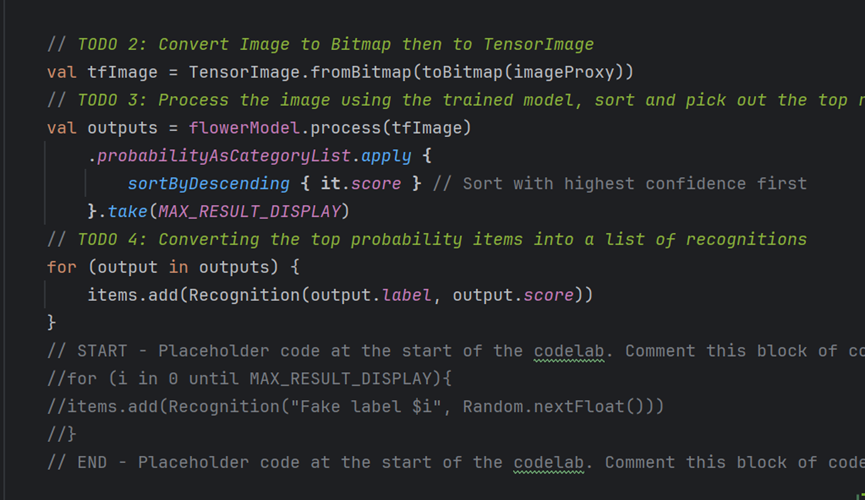 // TODO 2: Convert Image to Bitmap then to TensorImage
val tfImage = TensorImage.fromBitmap(toBitmap(imageProxy))
// TODO 3: Process the image using the trained model, sort and pick out the top
val outputs = flowerModel.process(tfImage)
.probabilityAsCategoryList.apply {
sortByDescending { it.score } // Sort with highest confidence first
}.take(MAX_RESULT_DISPLAY)
// TODO 4: Converting the top probability items into a list of recognitions
for (output in outputs) {
items.add(Recognition(output.label, output.score))
}
// START - Placeholder code at the start of the codelab. Comment this block of
//for (i in 0 until MAX_RESULT_DISPLAY){
//items.add(Recognition("Fake label $i", Random.nextFloat()))
//}
// END - Placeholder code at the start of the codelab. Comment this block of code